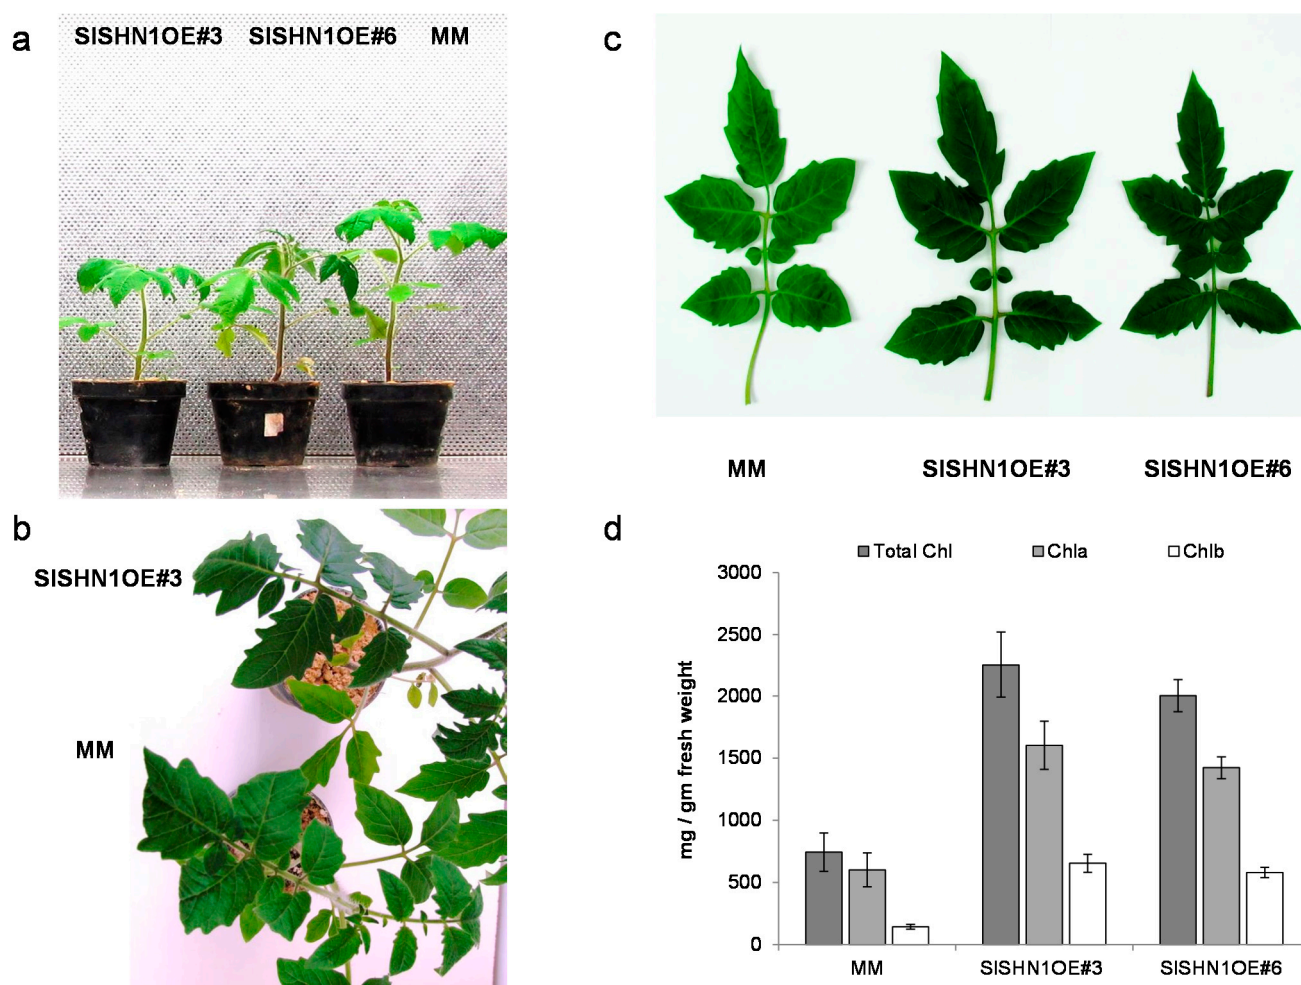 a
SlSHN1OE#3 SlSHN1OE#6 MM
b
SlSHN1OE#3
MM
c
MM SlSHN1OE#3 SlSHN1OE#6
d
Total Chl Chla Chlb
mg / gm fresh weight
3000
2500
2000
1500
1000
500
0
MM SlSHN1OE#3 SlSHN1OE#6